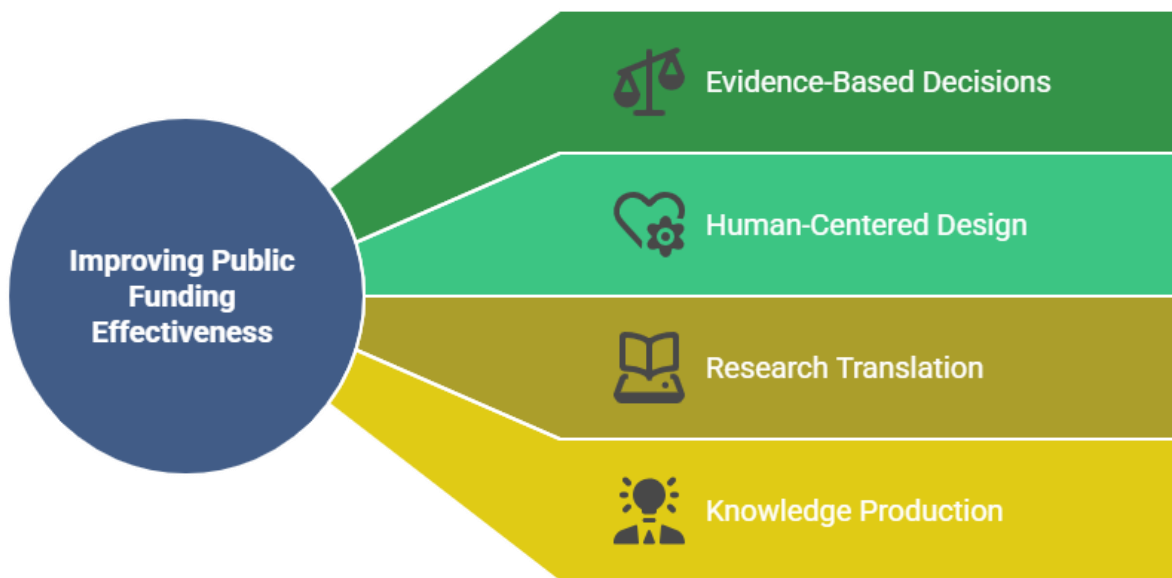 Improving Public
Funding
Effectiveness
Evidence-Based Decisions
Human-Centered Design
Research Translation
Knowledge Production